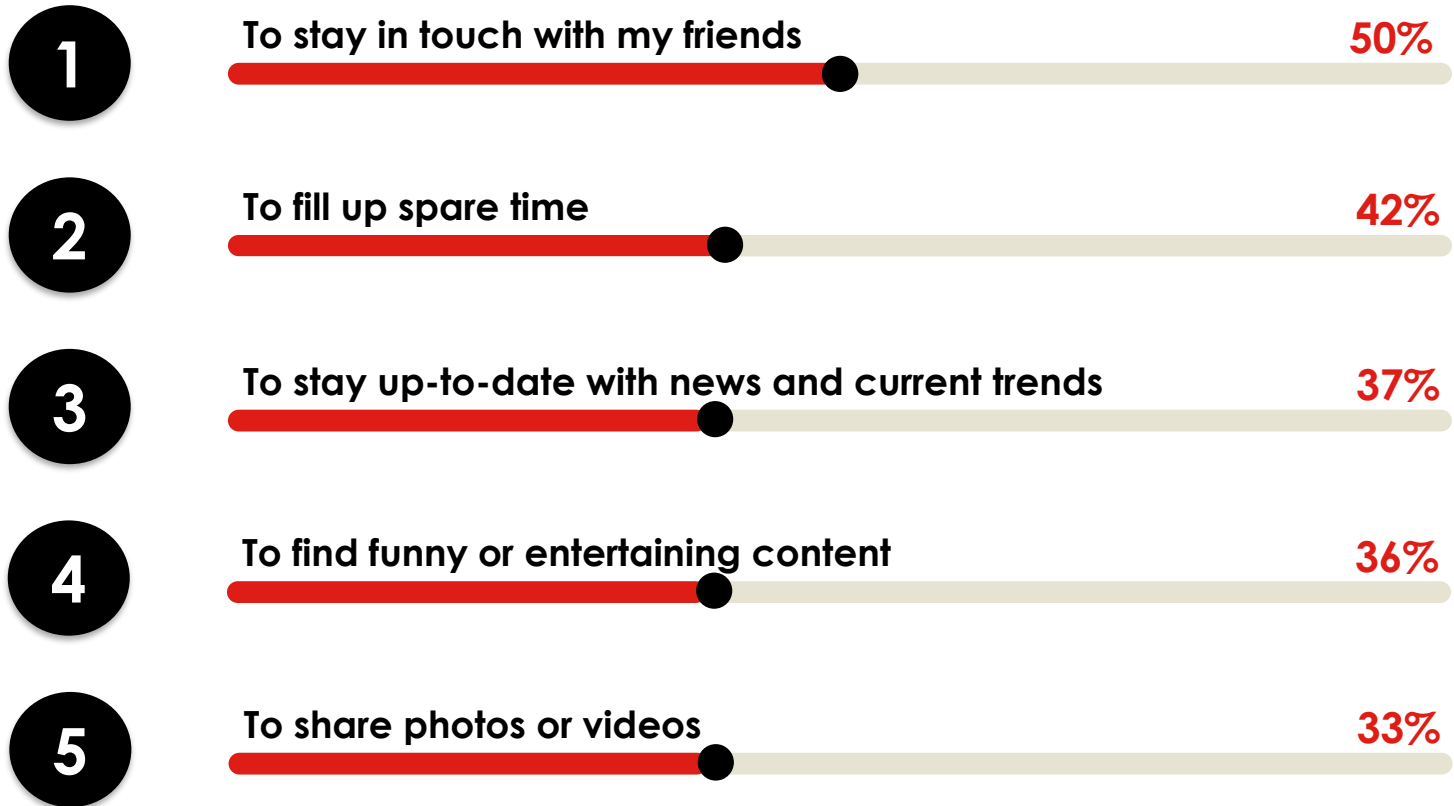 1
To stay in touch with my friends
50%
2
To fill up spare time
42%
3
To stay up-to-date with news and current trends
37%
4
To find funny or entertaining content
36%
5
To share photos or videos
33%